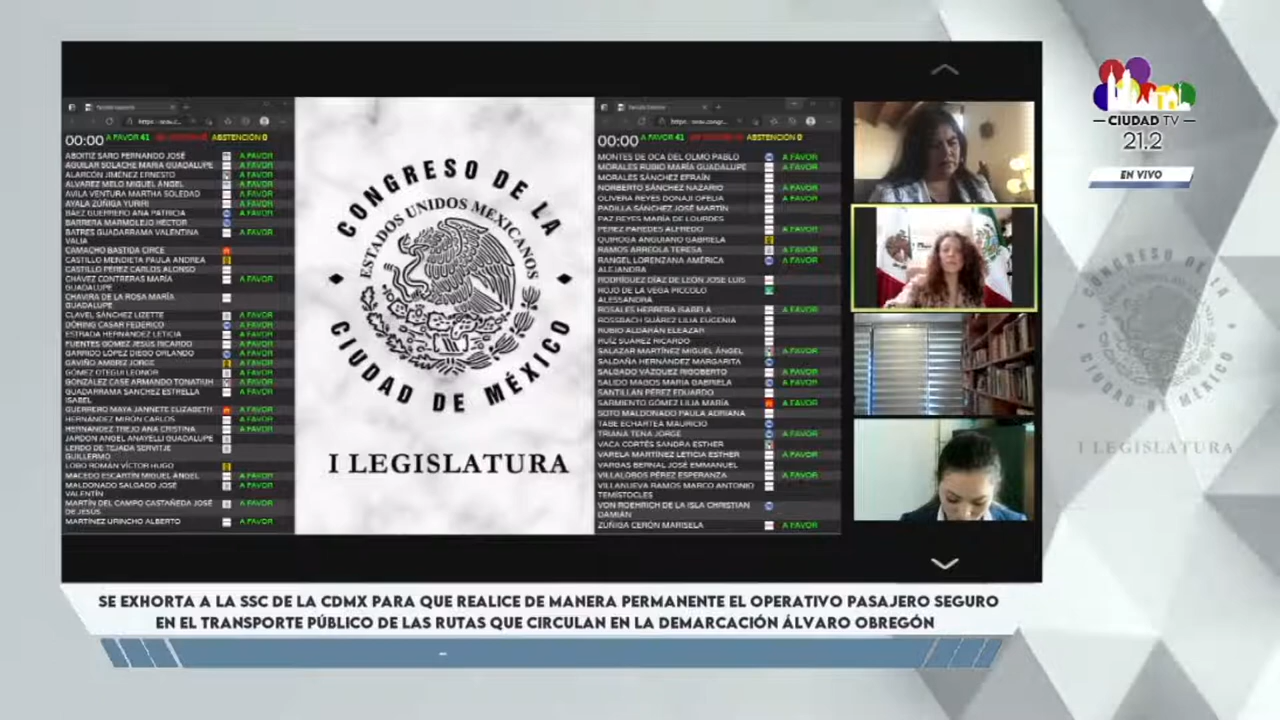 CIUDAD TV
21.2
EN VIVO
00:00 A FAVOR 41 ABSTENCIÓN 0
ABOITIZ SARO FERNANDO JOSÉ A FAVOR
AGUILAR SOLACHE MARÍA GUADALUPE A FAVOR
ALARCÓN JIMÉNEZ ERNESTO A FAVOR
ÁLVAREZ MELO MIGUEL ÁNGEL A FAVOR
ÁVILA VENTURA MARTHA SOLEDAD A FAVOR
AYALA ZÚÑIGA YURIRI A FAVOR
BÁEZ GUERRERO ANA PATRICIA A FAVOR
BARRERA MARMOLEJO HÉCTOR
BATRES GUADARRAMA VALENTINA A FAVOR
VALIA
CAMACHO BASTIDA CIRCE A FAVOR
CASTILLO MENDIETA PAULA ANDREA A FAVOR
CASTILLO PÉREZ CARLOS ALONSO
CHÁVEZ CONTRERAS MARÍA A FAVOR
GUADALUPE
CHAVIRA DE LA ROSA MARÍA
GUADALUPE
CLAVEL SÁNCHEZ LIZETTE A FAVOR
DÖRING CASAR FEDERICO A FAVOR
ESTRADA HERNÁNDEZ LETICIA A FAVOR
FUENTES GÓMEZ JESÚS RICARDO A FAVOR
GARRIDO LÓPEZ DIEGO ORLANDO A FAVOR
GAVIÑO AMBRIZ JORGE A FAVOR
GÓMEZ OTEGUI LEONOR A FAVOR
GONZÁLEZ CASE ARMANDO TONATIUH A FAVOR
GUADARRAMA SÁNCHEZ ESTRELLA A FAVOR
ISABEL
GUERRERO MAYA JANNETE ELIZABETH A FAVOR
HERNÁNDEZ MIRÓN CARLOS A FAVOR
HERNÁNDEZ TREJO ANA CRISTINA A FAVOR
JARDÓN ÁNGEL ANAYELLI GUADALUPE
LERDO DE TEJADA SERVITJE
GUILLERMO
LOBO ROMÁN VÍCTOR HUGO
MACEDO ESCARTÍN MIGUEL ÁNGEL A FAVOR
MALDONADO SALGADO JOSÉ A FAVOR
VALENTÍN
MARTÍN DEL CAMPO CASTAÑEDA JOSÉ A FAVOR
DE JESÚS
MARTÍNEZ URINCHO ALBERTO A FAVOR
CONGRESO DE LA
ESTADOS UNIDOS MEXICANOS
CIUDAD DE MÉXICO
I LEGISLATURA
00:00 A FAVOR 41 ABSTENCIÓN 0
MONTES DE OCA DEL OLMO PABLO A FAVOR
MORALES RUBIO MARÍA GUADALUPE A FAVOR
MORALES SÁNCHEZ EFRAÍN
NORBERTO SÁNCHEZ NAZARIO A FAVOR
OLIVERA REYES DONAJI OFELIA A FAVOR
PADILLA SÁNCHEZ JOSÉ MARTÍN
PAZ REYES MARÍA DE LOURDES
PÉREZ PAREDES ALFREDO A FAVOR
QUIROGA ANGUIANO GABRIELA A FAVOR
RAMOS ARREOLA TERESA A FAVOR
RANGEL LORENZANA AMÉRICA A FAVOR
ALEJANDRA
RODRÍGUEZ DÍAZ DE LEÓN JOSÉ LUIS A FAVOR
ROJO DE LA VEGA PICCOLO
ALESSANDRA
ROSALES HERRERA ISABELA A FAVOR
ROSSBACH SUÁREZ LILIA EUGENIA
RUBIO ALDARÁN ELEAZAR
RUÍZ SUÁREZ RICARDO
SALAZAR MARTÍNEZ MIGUEL ÁNGEL A FAVOR
SALDAÑA HERNÁNDEZ MARGARITA A FAVOR
SALGADO VÁZQUEZ RIGOBERTO A FAVOR
SALIDO MAGOS MARÍA GABRIELA A FAVOR
SANTILLÁN PÉREZ EDUARDO
SARMIENTO GÓMEZ LILIA MARÍA A FAVOR
SOTO MALDONADO PAULA ADRIANA
TABE ECHARTEA MAURICIO
TRIANA TENA JORGE A FAVOR
VACA CORTÉS SANDRA ESTHER
VARELA MARTÍNEZ LETICIA ESTHER A FAVOR
VARGAS BERNAL JOSÉ EMMANUEL
VILLALOBOS PÉREZ ESPERANZA A FAVOR
VILLANUEVA RAMOS MARCO ANTONIO
TEMÍSTOCLES
VON ROEHRICH DE LA ISLA CHRISTIAN
DAMIÁN
ZÚÑIGA CERÓN MARISELA A FAVOR
CONGRESO DE LA
CIUDAD DE MÉXICO
I LEGISLATURA
SE EXHORTA A LA SSC DE LA CDMX PARA QUE REALICE DE MANERA PERMANENTE EL OPERATIVO PASAJERO SEGURO
EN EL TRANSPORTE PÚBLICO DE LAS RUTAS QUE CIRCULAN EN LA DEMARCACIÓN ÁLVARO OBREGÓN